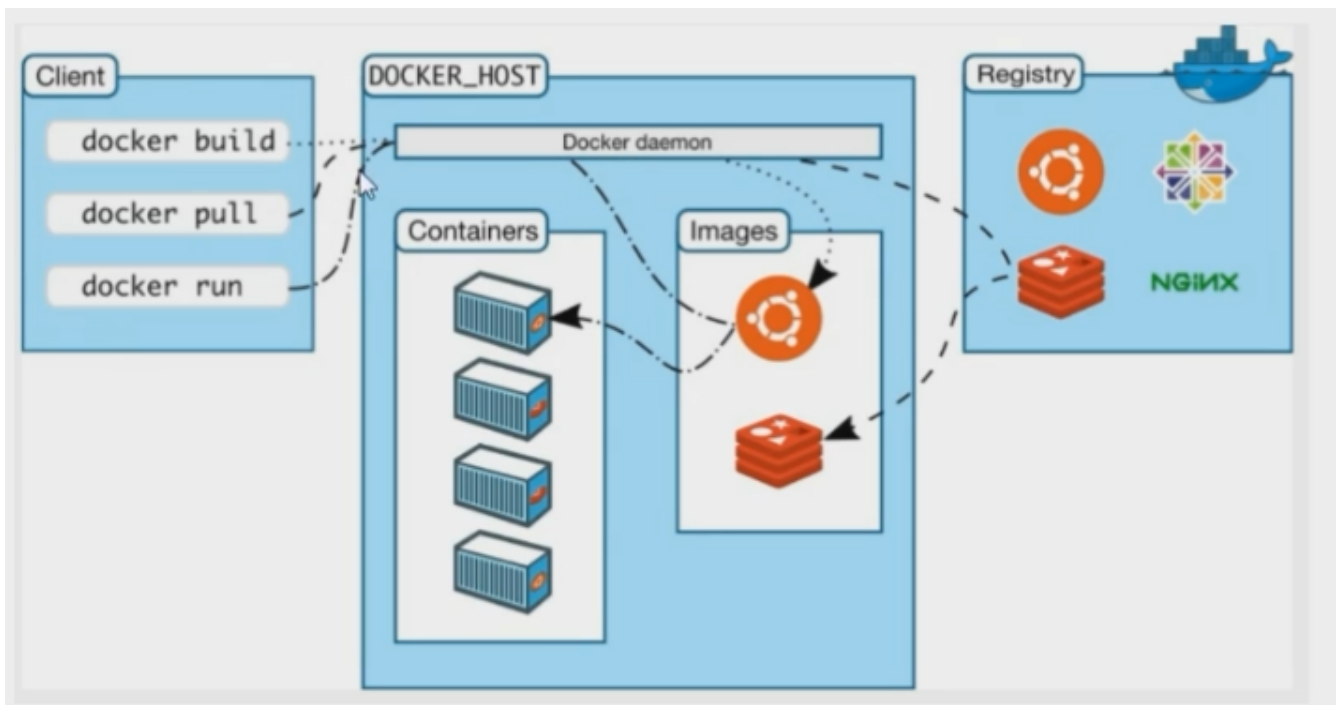 Client
docker build
docker pull
docker run
DOCKER_HOST
Docker daemon
Containers
Images
Registry
NGiNX